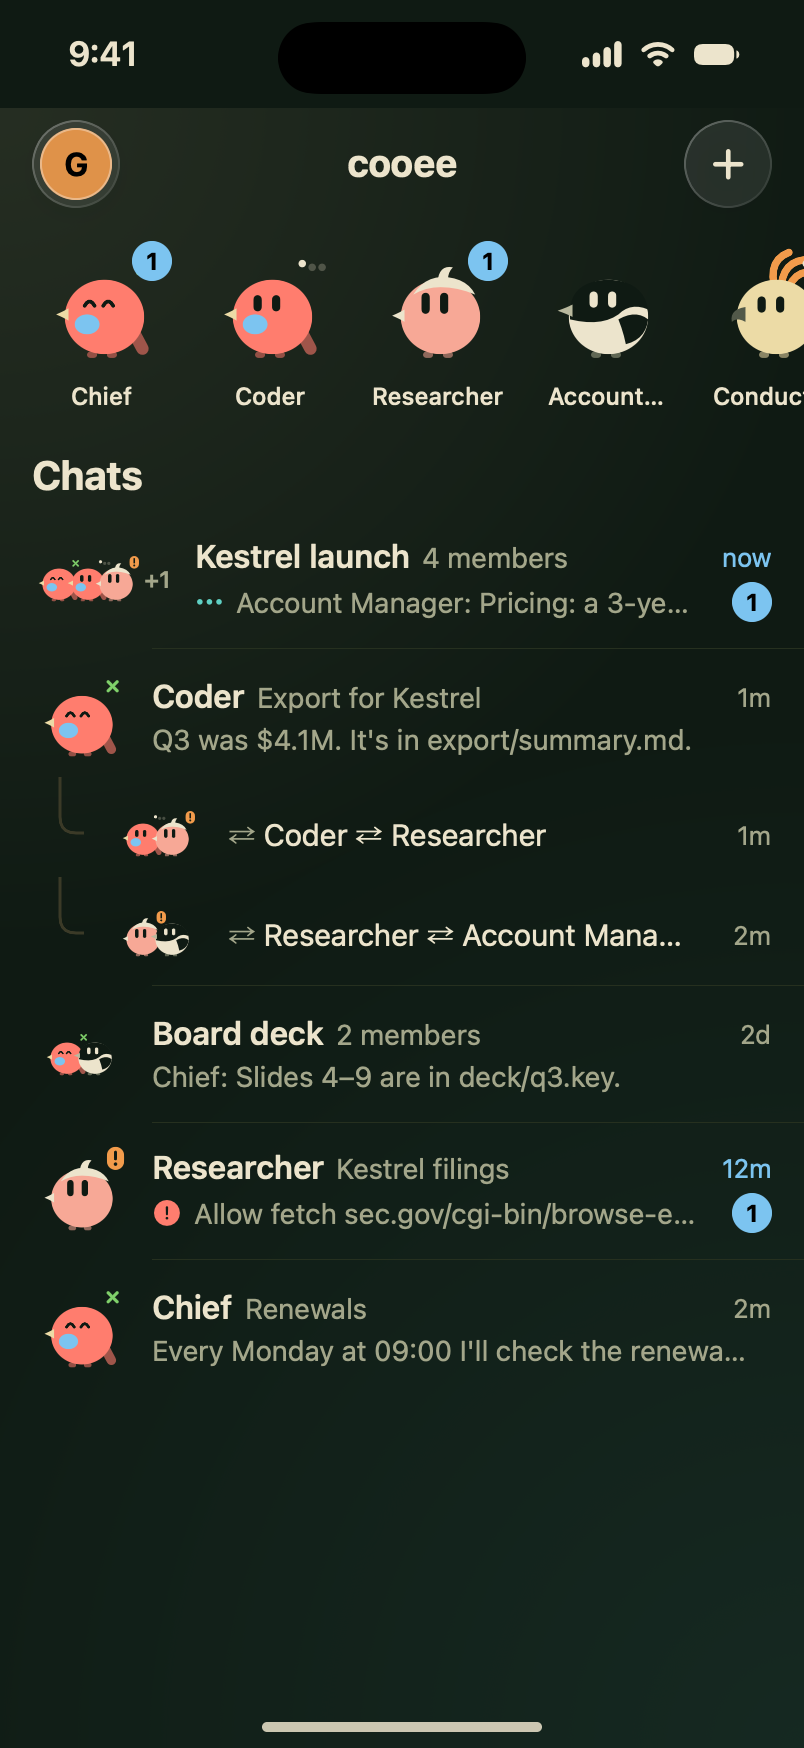 9:41
G
cooee
+
1
1
Chief
Coder
Researcher
Account...
Conduc
Chats
+1
Kestrel launch 4 members
now
Account Manager: Pricing: a 3-ye...
1
Coder Export for Kestrel
1m
Q3 was $4.1M. It's in export/summary.md.
⇄ Coder ⇄ Researcher
1m
⇄ Researcher ⇄ Account Mana...
2m
Board deck 2 members
2d
Chief: Slides 4–9 are in deck/q3.key.
Researcher Kestrel filings
12m
Allow fetch sec.gov/cgi-bin/browse-e...
1
Chief Renewals
2m
Every Monday at 09:00 I'll check the renewa...